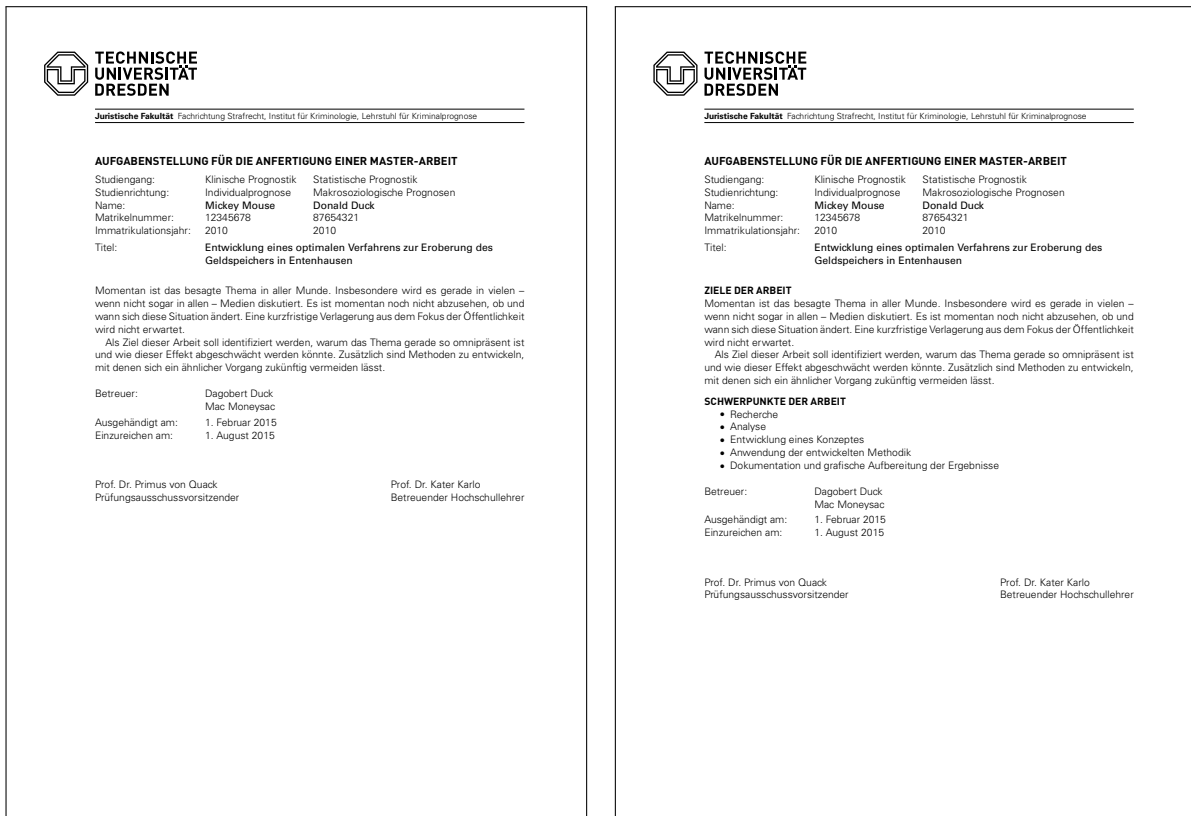 TECHNISCHE
UNIVERSITÄT
DRESDEN
Juristische Fakultät Fachrichtung Strafrecht, Institut für Kriminologie, Lehrstuhl für Kriminalprognose
AUFGABENSTELLUNG FÜR DIE ANFERTIGUNG EINER MASTER-ARBEIT
Studiengang: Klinische Prognostik Statistische Prognostik
Studienrichtung: Individualprognose Makrosoziologische Prognosen
Name: Mickey Mouse Donald Duck
Matrikelnummer: 12345678 87654321
Immatrikulationsjahr: 2010 2010
Titel: Entwicklung eines optimalen Verfahrens zur Eroberung des
Geldspeichers in Entenhausen
Momentan ist das besagte Thema in aller Munde. Insbesondere wird es gerade in vielen –
wenn nicht sogar in allen – Medien diskutiert. Es ist momentan noch nicht abzusehen, ob und
wann sich diese Situation ändert. Eine kurzfristige Verlagerung aus dem Fokus der Öffentlichkeit
wird nicht erwartet.
Als Ziel dieser Arbeit soll identifiziert werden, warum das Thema gerade so omnipräsent ist
und wie dieser Effekt abgeschwächt werden könnte. Zusätzlich sind Methoden zu entwickeln,
mit denen sich ein ähnlicher Vorgang zukünftig vermeiden lässt.
Betreuer: Dagobert Duck
Mac Moneysac
Ausgehändigt am: 1. Februar 2015
Einzureichen am: 1. August 2015
Prof. Dr. Primus von Quack Prof. Dr. Kater Karlo
Prüfungsausschussvorsitzender Betreuender Hochschullehrer
TECHNISCHE
UNIVERSITÄT
DRESDEN
Juristische Fakultät Fachrichtung Strafrecht, Institut für Kriminologie, Lehrstuhl für Kriminalprognose
AUFGABENSTELLUNG FÜR DIE ANFERTIGUNG EINER MASTER-ARBEIT
Studiengang: Klinische Prognostik Statistische Prognostik
Studienrichtung: Individualprognose Makrosoziologische Prognosen
Name: Mickey Mouse Donald Duck
Matrikelnummer: 12345678 87654321
Immatrikulationsjahr: 2010 2010
Titel: Entwicklung eines optimalen Verfahrens zur Eroberung des
Geldspeichers in Entenhausen
ZIELE DER ARBEIT
Momentan ist das besagte Thema in aller Munde. Insbesondere wird es gerade in vielen –
wenn nicht sogar in allen – Medien diskutiert. Es ist momentan noch nicht abzusehen, ob und
wann sich diese Situation ändert. Eine kurzfristige Verlagerung aus dem Fokus der Öffentlichkeit
wird nicht erwartet.
Als Ziel dieser Arbeit soll identifiziert werden, warum das Thema gerade so omnipräsent ist
und wie dieser Effekt abgeschwächt werden könnte. Zusätzlich sind Methoden zu entwickeln,
mit denen sich ein ähnlicher Vorgang zukünftig vermeiden lässt.
SCHWERPUNKTE DER ARBEIT
• Recherche
• Analyse
• Entwicklung eines Konzeptes
• Anwendung der entwickelten Methodik
• Dokumentation und grafische Aufbereitung der Ergebnisse
Betreuer: Dagobert Duck
Mac Moneysac
Ausgehändigt am: 1. Februar 2015
Einzureichen am: 1. August 2015
Prof. Dr. Primus von Quack Prof. Dr. Kater Karlo
Prüfungsausschussvorsitzender Betreuender Hochschullehrer